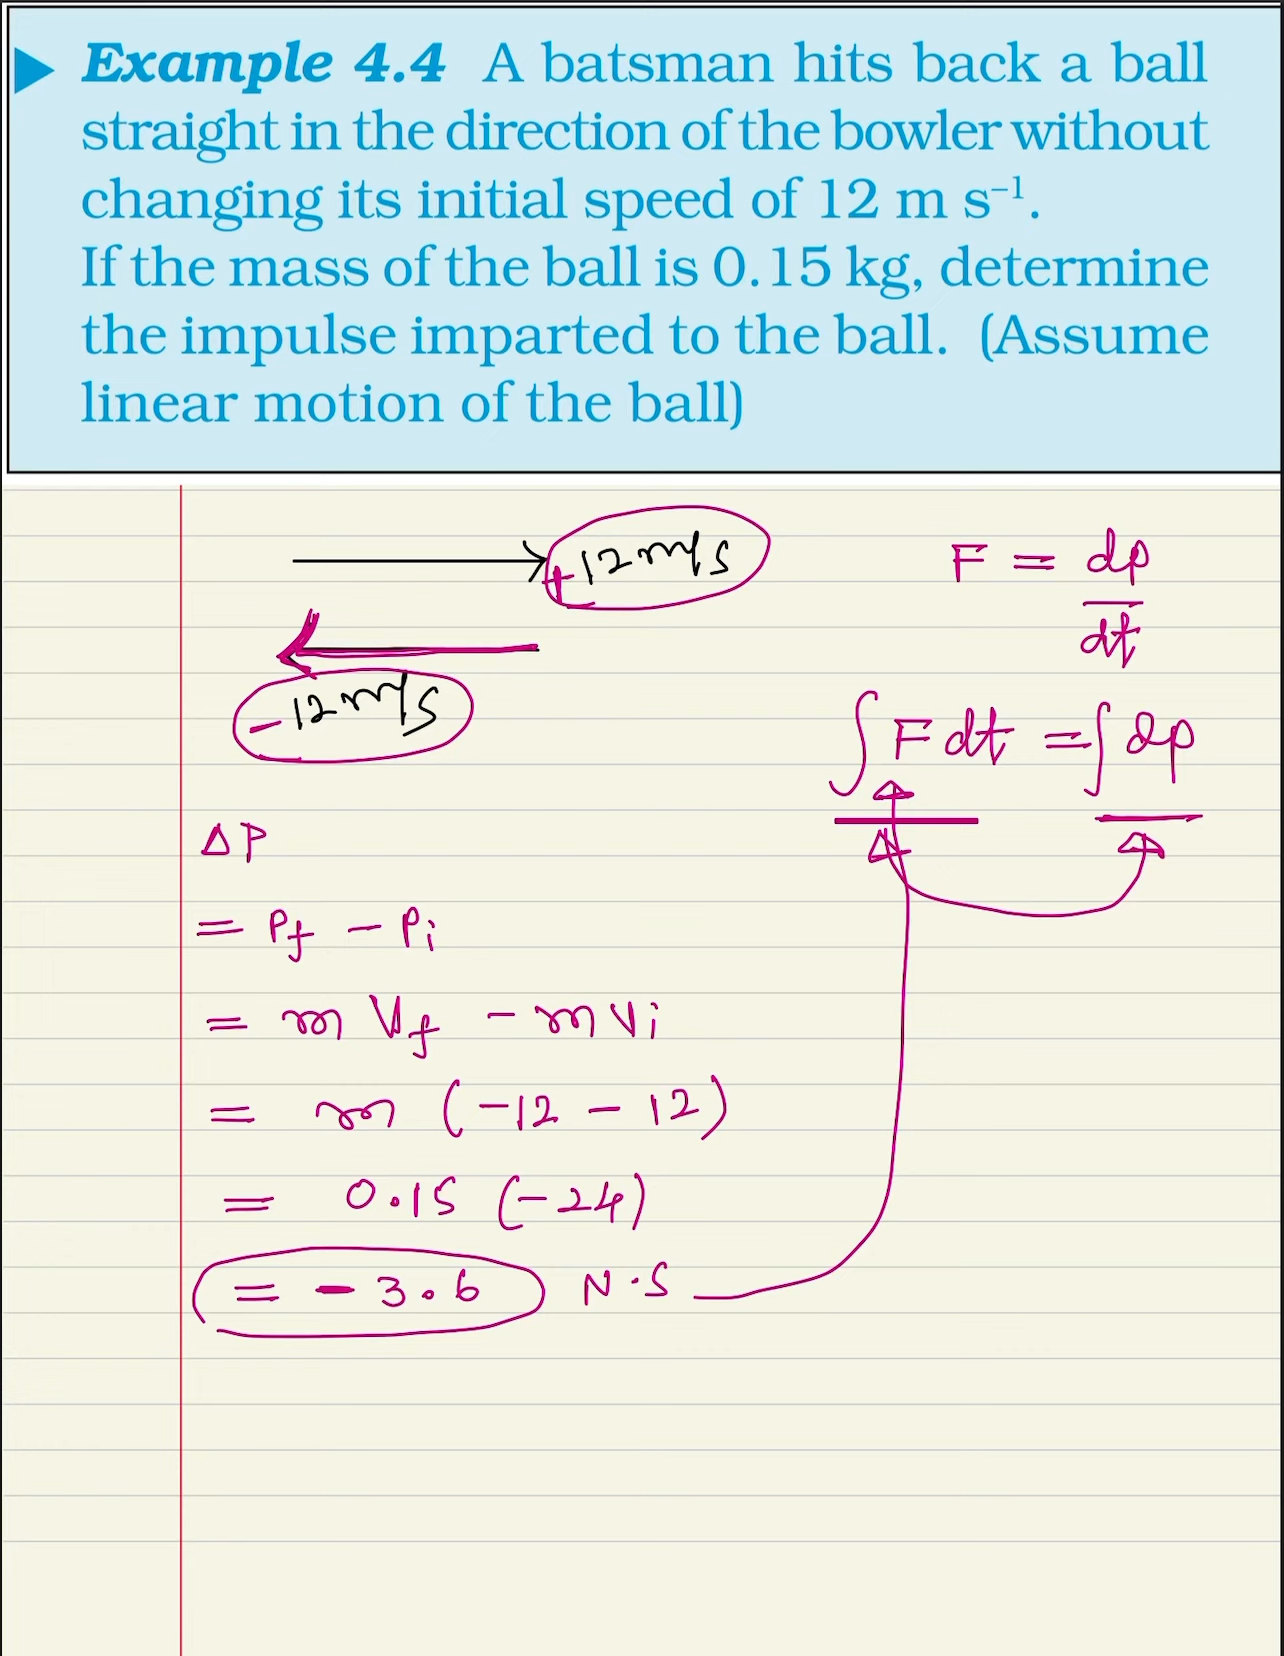 Example 4.4 A batsman hits back a ball
straight in the direction of the bowler without
changing its initial speed of 12 m s⁻¹.
If the mass of the ball is 0.15 kg, determine
the impulse imparted to the ball. (Assume
linear motion of the ball)
+12 m/s
-12 m/s
F = dp/dt
∫ F dt = ∫ dp
Δ P
= Pf - Pi
= m Vf - m Vi
= m (-12 - 12)
= 0.15 (-24)
= - 3.6 N·S